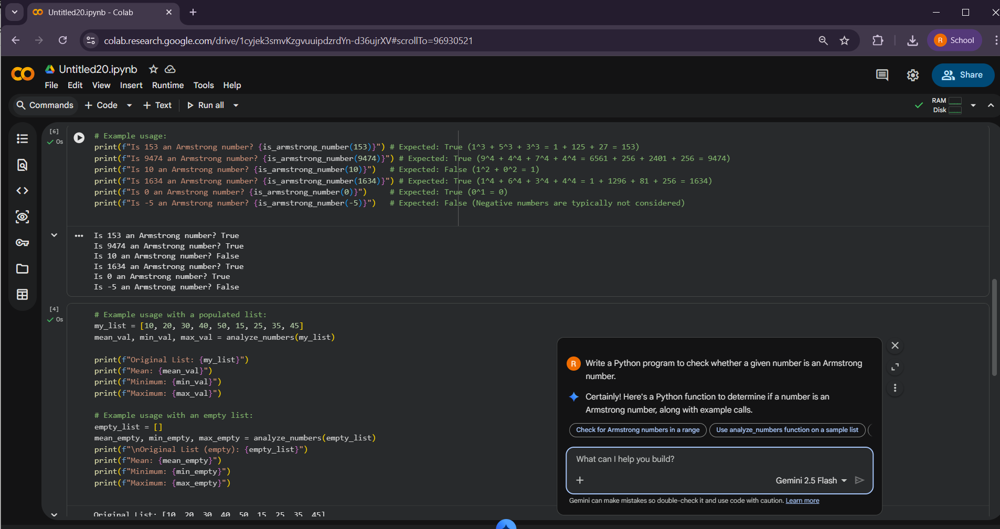 Untitled20.ipynb - Colab
colab.research.google.com/drive/1cyjek3smvKzgvuuipdzrdYn-d36ujrXV#scrollTo=96930521
R School
Untitled20.ipynb
File Edit View Insert Runtime Tools Help
Share
Commands + Code + Text Run all
RAM
Disk
[6]
0s
# Example usage:
print(f"Is 153 an Armstrong number? {is_armstrong_number(153)}") # Expected: True (1^3 + 5^3 + 3^3 = 1 + 125 + 27 = 153)
print(f"Is 9474 an Armstrong number? {is_armstrong_number(9474)}") # Expected: True (9^4 + 4^4 + 7^4 + 4^4 = 6561 + 256 + 2401 + 256 = 9474)
print(f"Is 10 an Armstrong number? {is_armstrong_number(10)}")   # Expected: False (1^2 + 0^2 = 1)
print(f"Is 1634 an Armstrong number? {is_armstrong_number(1634)}") # Expected: True (1^4 + 6^4 + 3^4 + 4^4 = 1 + 1296 + 81 + 256 = 1634)
print(f"Is 0 an Armstrong number? {is_armstrong_number(0)}")     # Expected: True (0^1 = 0)
print(f"Is -5 an Armstrong number? {is_armstrong_number(-5)}")   # Expected: False (Negative numbers are typically not considered)
Is 153 an Armstrong number? True
Is 9474 an Armstrong number? True
Is 10 an Armstrong number? False
Is 1634 an Armstrong number? True
Is 0 an Armstrong number? True
Is -5 an Armstrong number? False
[4]
0s
# Example usage with a populated list:
my_list = [10, 20, 30, 40, 50, 15, 25, 35, 45]
mean_val, min_val, max_val = analyze_numbers(my_list)
print(f"Original List: {my_list}")
print(f"Mean: {mean_val}")
print(f"Minimum: {min_val}")
print(f"Maximum: {max_val}")
# Example usage with an empty list:
empty_list = []
mean_empty, min_empty, max_empty = analyze_numbers(empty_list)
print(f"\nOriginal List (empty): {empty_list}")
print(f"Mean: {mean_empty}")
print(f"Minimum: {min_empty}")
print(f"Maximum: {max_empty}")
Original List: [10, 20, 30, 40, 50, 15, 25, 35, 45]
R Write a Python program to check whether a given number is an Armstrong
number.
Certainly! Here's a Python function to determine if a number is an
Armstrong number, along with example calls.
Check for Armstrong numbers in a range
Use analyze_numbers function on a sample list
What can I help you build?
+ Gemini 2.5 Flash
Gemini can make mistakes so double-check it and use code with caution. Learn more